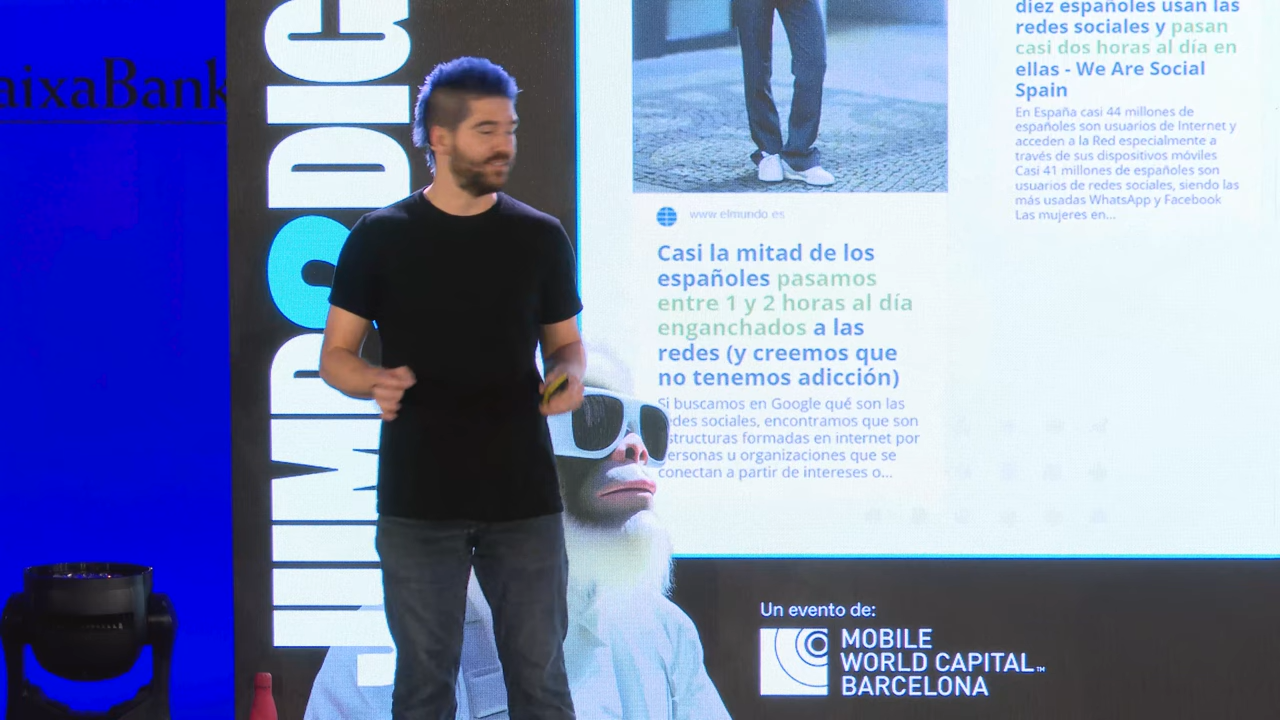 aixaBank
JUMP2DIG
www.elmundo.es
Casi la mitad de los
españoles pasamos
entre 1 y 2 horas al día
enganchados a las
redes (y creemos que
no tenemos adicción)
Si buscamos en Google qué son las
edes sociales, encontramos que son
structuras formadas en internet por
ersonas u organizaciones que se
conectan a partir de intereses o...
diez españoles usan las
redes sociales y pasan
casi dos horas al día en
ellas - We Are Social
Spain
En España casi 44 millones de
españoles son usuarios de Internet y
acceden a la Red especialmente a
través de sus dispositivos móviles
Casi 41 millones de españoles son
usuarios de redes sociales, siendo las
más usadas WhatsApp y Facebook
Las mujeres en...
Un evento de:
MOBILE
WORLD CAPITAL™
BARCELONA